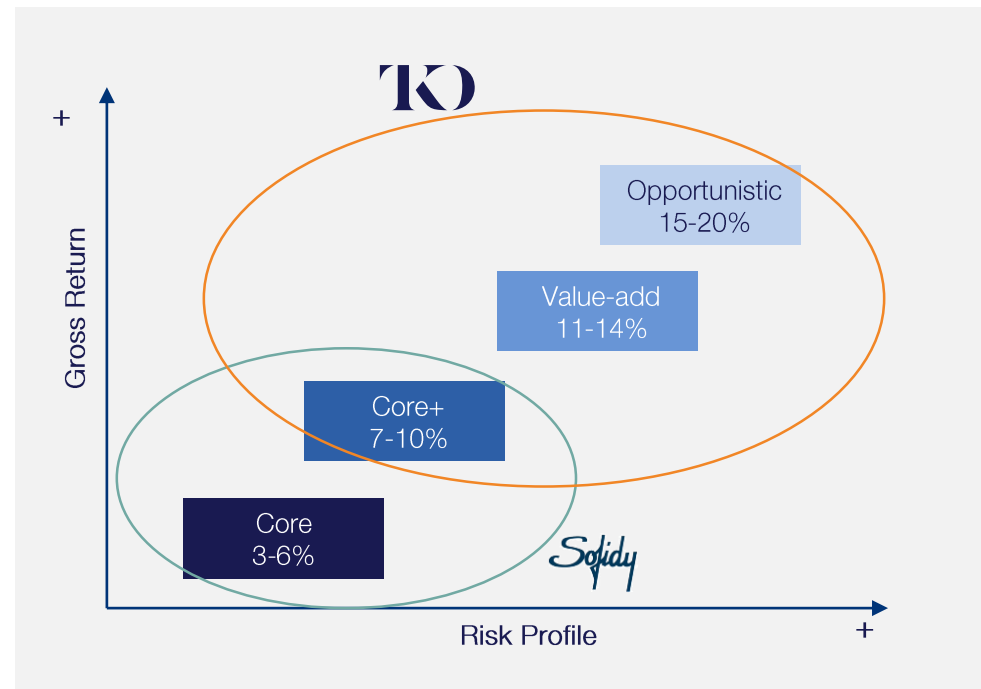 TKO
+
Opportunistic
15-20%
Gross Return
Value-add
11-14%
Core+
7-10%
Core
3-6%
Sofidy
Risk Profile
+